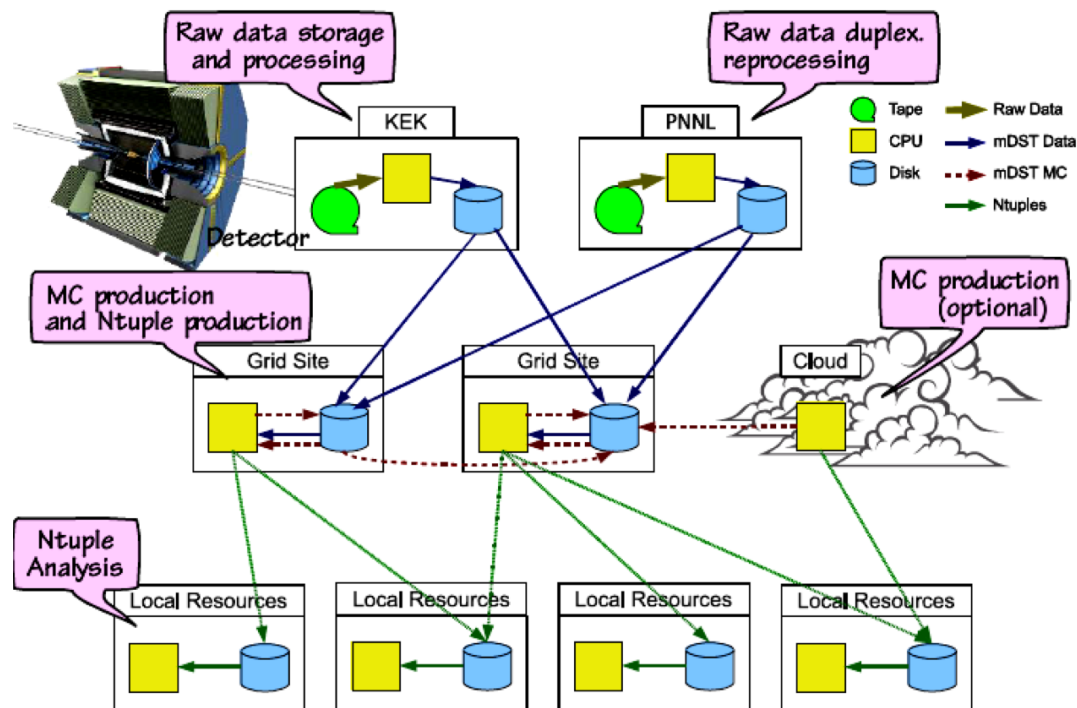 Raw data storage
and processing
Raw data duplex.
reprocessing
KEK
PNNL
Tape
Raw Data
CPU
mDST Data
Disk
mDST MC
Ntuples
Detector
MC production
and Ntuple production
MC production
(optional)
Grid Site
Grid Site
Cloud
Ntuple
Analysis
Local Resources
Local Resources
Local Resources
Local Resources